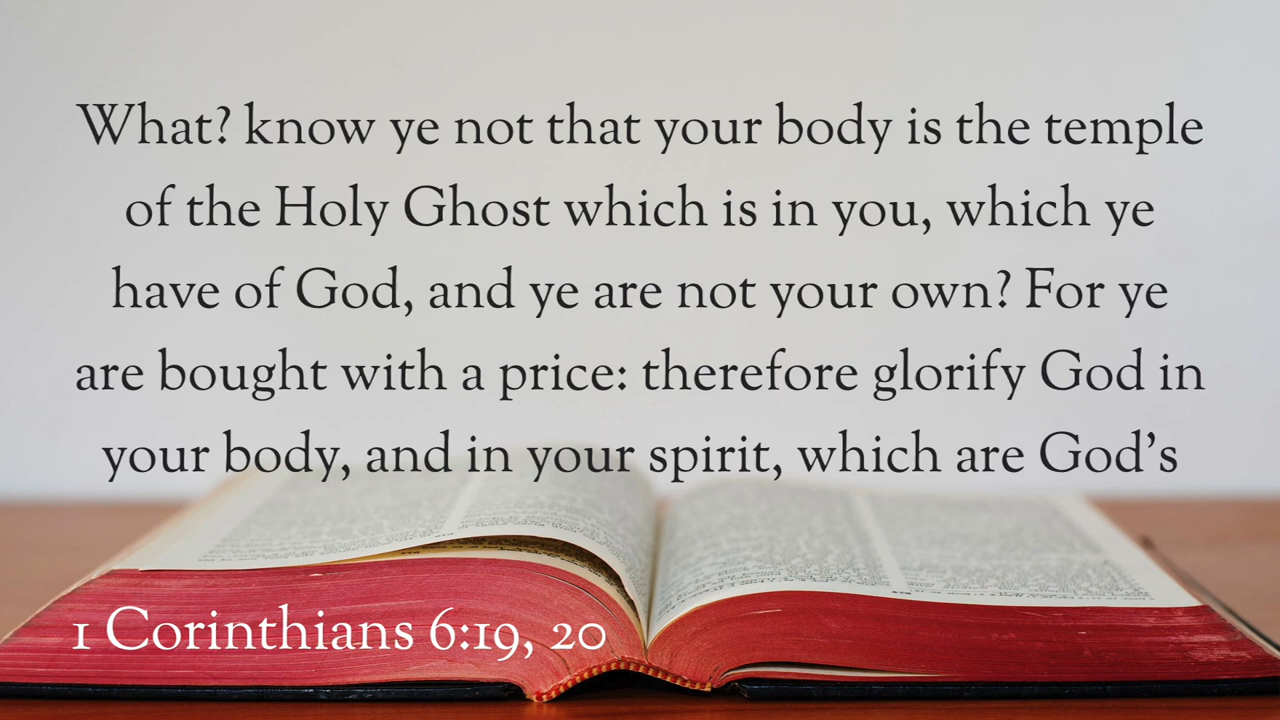 What? know ye not that your body is the temple
of the Holy Ghost which is in you, which ye
have of God, and ye are not your own? For ye
are bought with a price: therefore glorify God in
your body, and in your spirit, which are God’s
1 Corinthians 6:19, 20